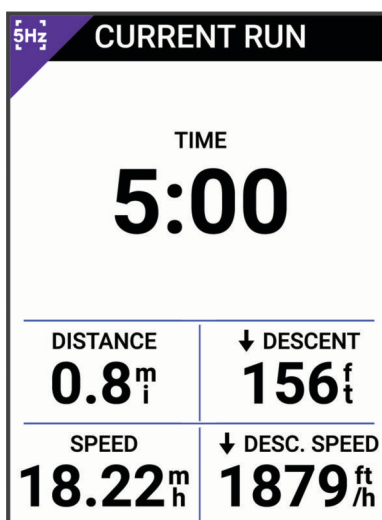 5Hz
CURRENT RUN
TIME
5:00
DISTANCE
0.8 mi
↓ DESCENT
156 ft
SPEED
18.22 mh
↓ DESC. SPEED
1879 ft/h